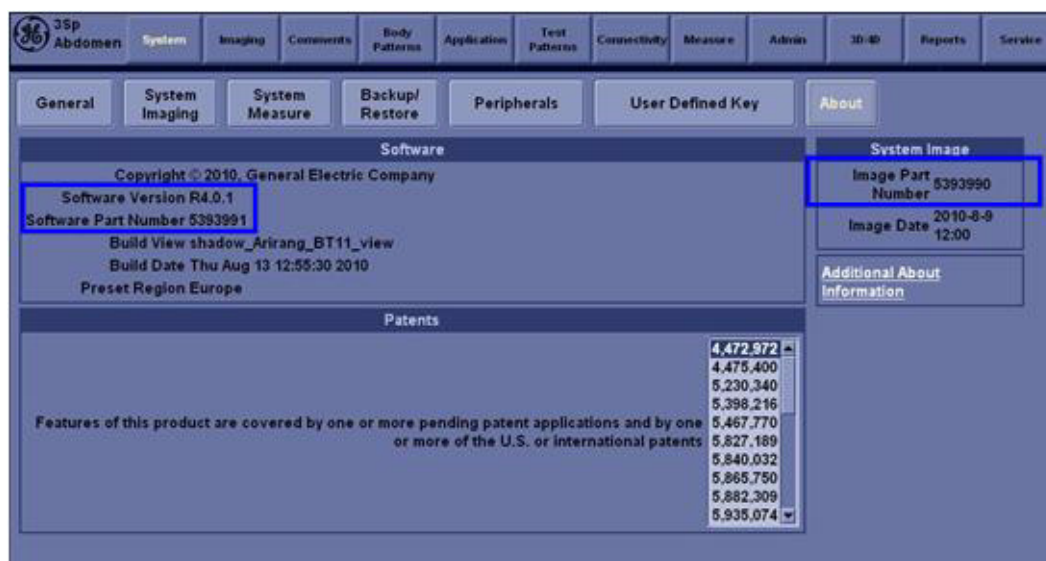 3Sp
Abdomen
System
Imaging
Comments
Body
Patterns
Application
Test
Patterns
Connectivity
Measure
Admin
3D/4D
Reports
Service
General
System
Imaging
System
Measure
Backup/
Restore
Peripherals
User Defined Key
About
Software
Copyright © 2010, General Electric Company
Software Version R4.0.1
Software Part Number 5393991
Build View shadow_Arirang_BT11_view
Build Date Thu Aug 13 12:55:30 2010
Preset Region Europe
System Image
Image Part
Number 5393990
Image Date 2010-8-9
12:00
Additional About
Information
Patents
Features of this product are covered by one or more pending patent applications and by one
or more of the U.S. or international patents
4,472,972
4,475,400
5,230,340
5,398,216
5,467,770
5,827,189
5,840,032
5,865,750
5,882,309
5,935,074